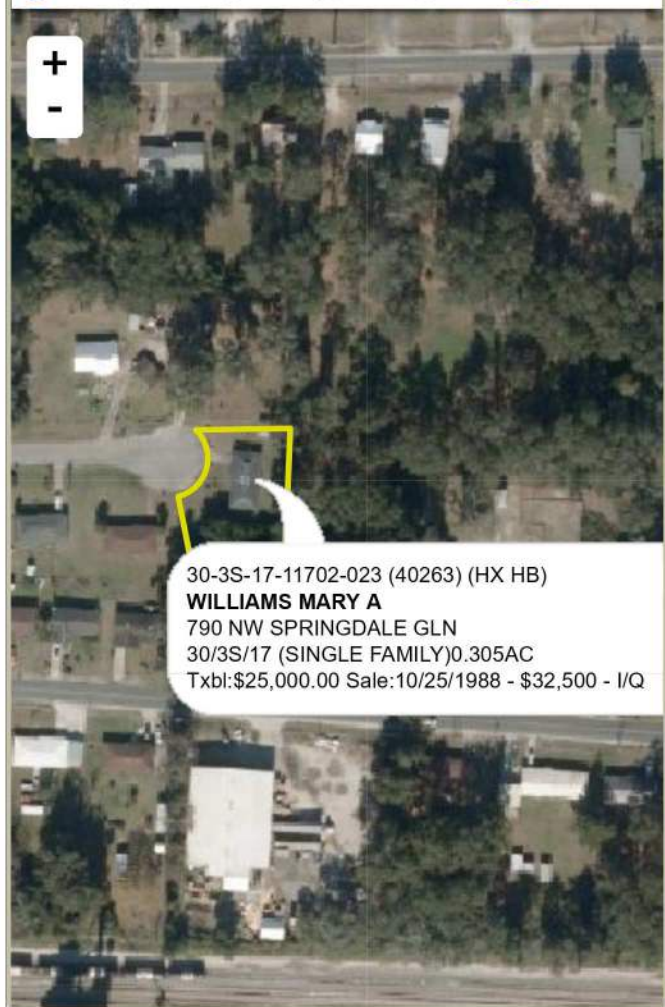 +
-
30-3S-17-11702-023 (40263) (HX HB)
WILLIAMS MARY A
790 NW SPRINGDALE GLN
30/3S/17 (SINGLE FAMILY)0.305AC
Txbl:$25,000.00 Sale:10/25/1988 - $32,500 - I/Q